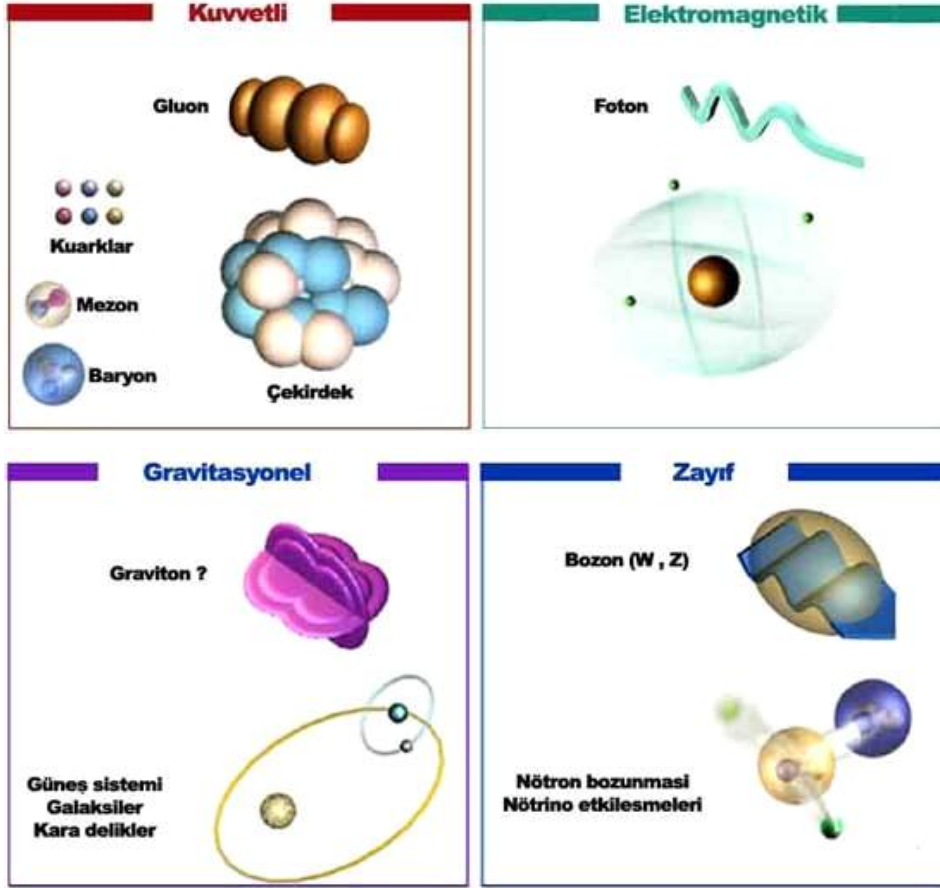 Kuvvetli
Gluon
Kuarklar
Mezon
Baryon
Çekirdek
Elektromagnetik
Foton
Gravitasyonel
Graviton ?
Güneş sistemi
Galaksiler
Kara delikler
Zayıf
Bozon (W , Z)
Nötron bozunmasi
Nötrino etkilesmeleri